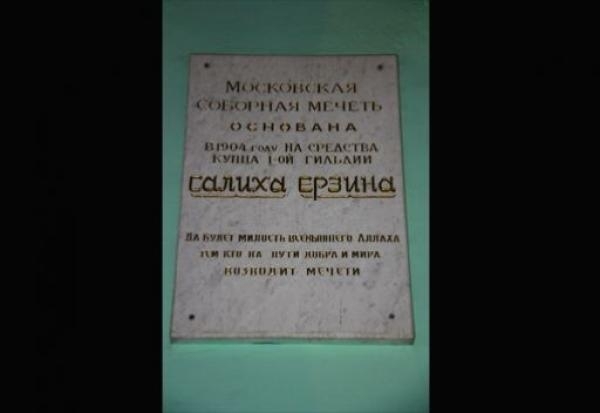 МОСКОВСКАЯ
СОБОРНАЯ МЕЧЕТЬ
ОСНОВАНА
В 1904 году НА СРЕДСТВА
КУПЦА 1-ОЙ ГИЛЬДИИ
САЛИХА ЕРЗИНА
ДА БУДЕТ МИЛОСТЬ ВСЕВЫШНЕГО АЛЛАХА
ТЕМ КТО НА ПУТИ ДОБРА И МИРА
ВОЗВОДИТ МЕЧЕТИ